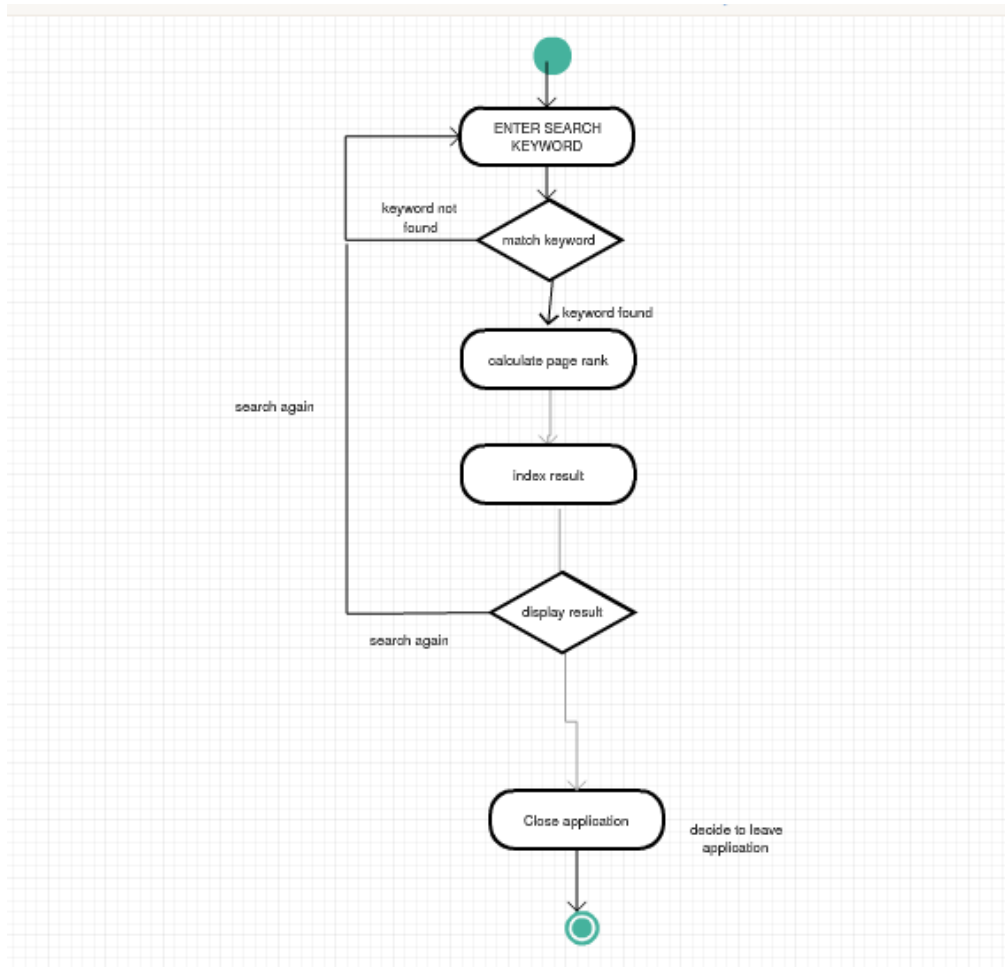 ENTER SEARCH
KEYWORD
keyword not
found
match keyword
keyword found
calculate page rank
search again
index result
display result
search again
Close application
decide to leave
application